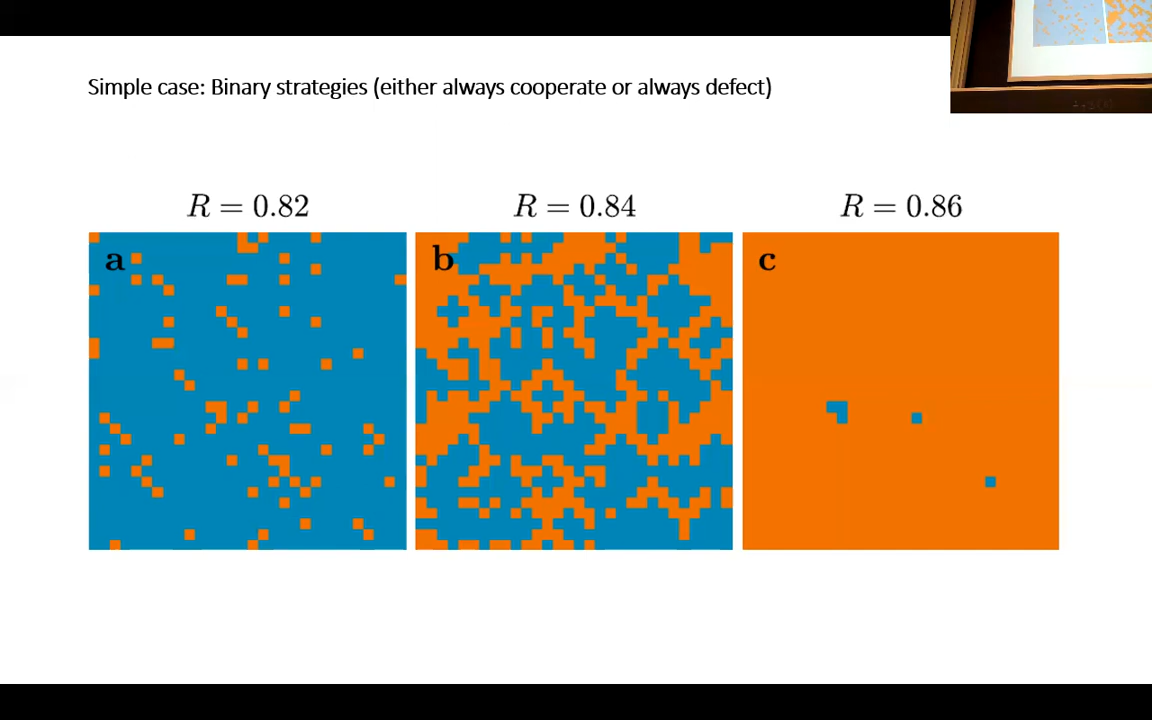 Simple case: Binary strategies (either always cooperate or always defect)
R = 0.82
R = 0.84
R = 0.86
a
b
c